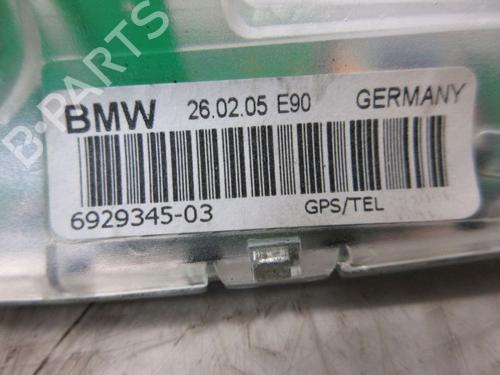 B-PARTS
BMW 26.02.05 E90 GERMANY
6929345-03 GPS/TEL